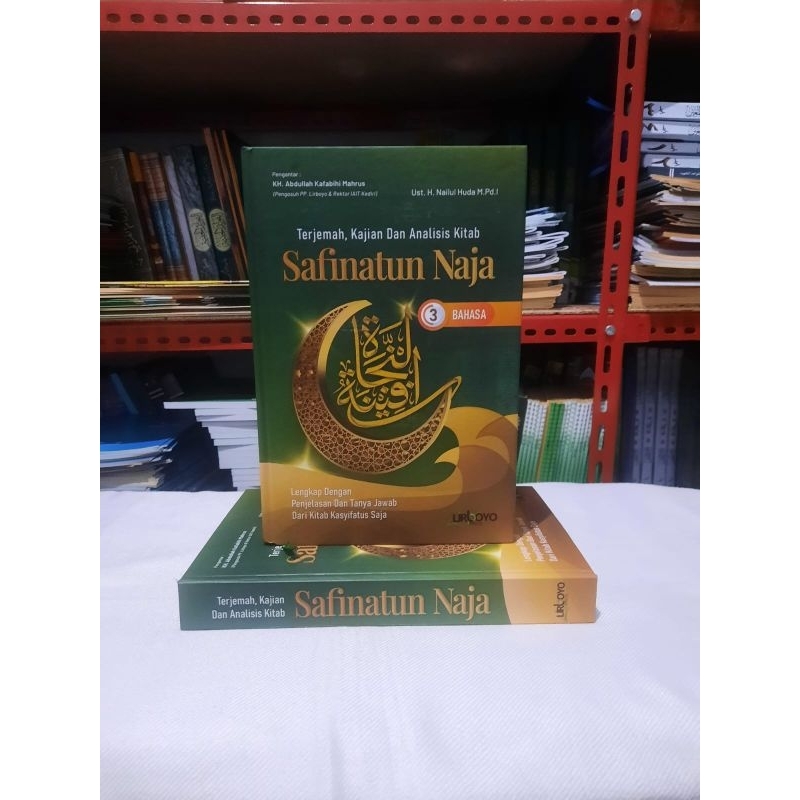 Pengantar :
KH. Abdullah Kafabihi Mahrus
(Pengasuh PP. Lirboyo & Rektor IAIT Kediri)
Ust. H. Nailul Huda M.Pd.I
Terjemah, Kajian Dan Analisis Kitab
Safinatun Naja
3 BAHASA
سفينة النجاة
Lengkap Dengan
Penjelasan Dan Tanya Jawab
Dari Kitab Kasyifatus Saja
LIRBOYO
Terjemah, Kajian
Dan Analisis Kitab
Safinatun Naja
LIRBOYO